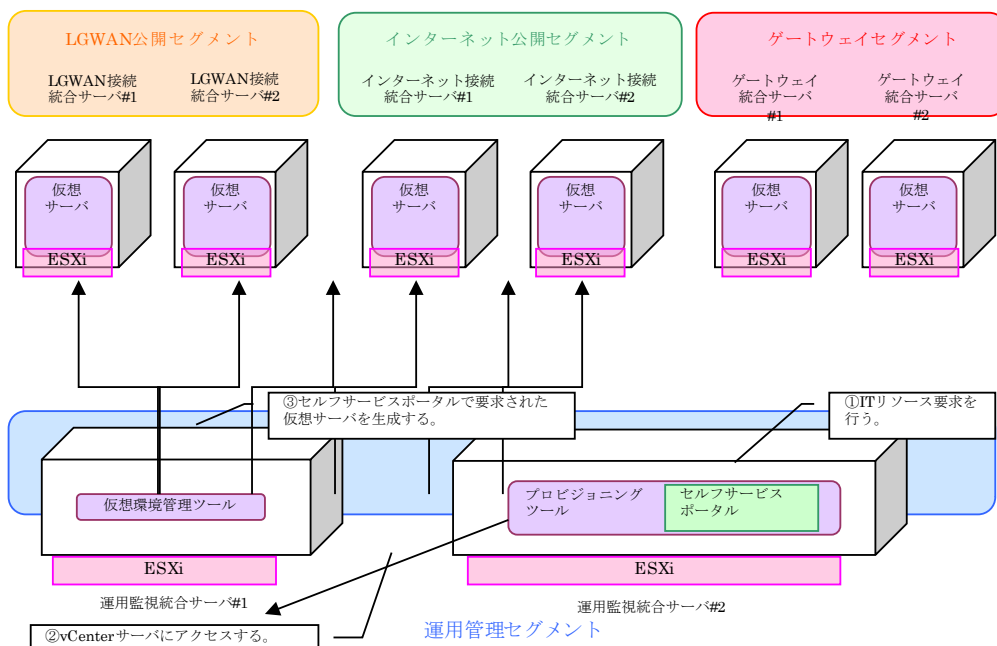 LGWAN公開セグメント
LGWAN接続
統合サーバ#1
LGWAN接続
統合サーバ#2
インターネット公開セグメント
インターネット接続
統合サーバ#1
インターネット接続
統合サーバ#2
ゲートウェイセグメント
ゲートウェイ
統合サーバ
#1
ゲートウェイ
統合サーバ
#2
仮想
サーバ
ESXi
仮想
サーバ
ESXi
仮想
サーバ
ESXi
仮想
サーバ
ESXi
仮想
サーバ
ESXi
仮想
サーバ
ESXi
③セルフサービスポータルで要求された
仮想サーバを生成する。
①ITリソース要求を
行う。
仮想環境管理ツール
プロビジョニング
ツール
セルフサービス
ポータル
ESXi
ESXi
運用監視統合サーバ#1
運用監視統合サーバ#2
②vCenterサーバにアクセスする。
運用管理セグメント